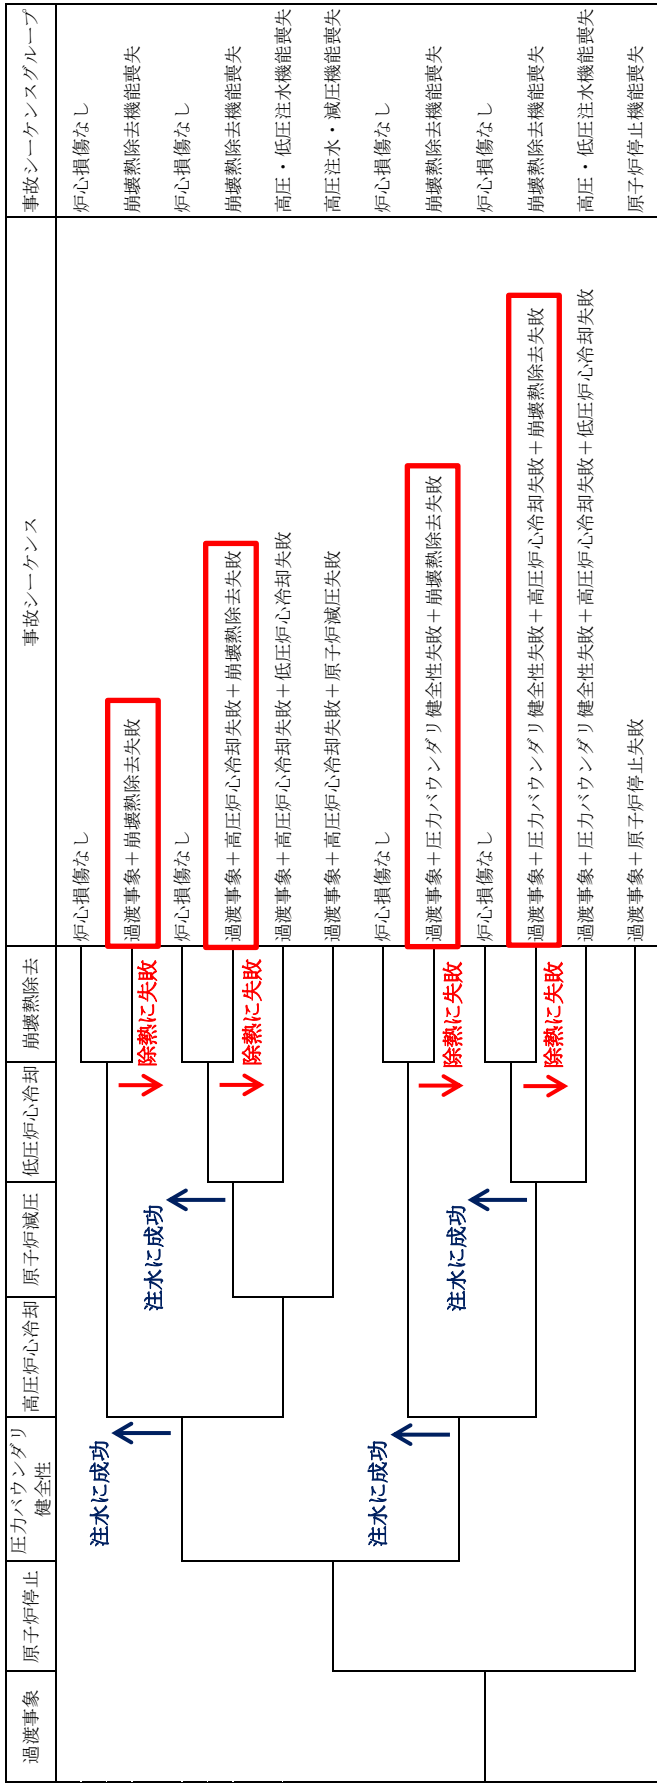 過渡事象
原子炉停止
圧力バウンダリ
健全性
高圧炉心冷却
原子炉減圧
低圧炉心冷却
崩壊熱除去
事故シーケンス
事故シーケンスグループ
注水に成功
注水に成功
除熱に失敗
除熱に失敗
注水に成功
注水に成功
除熱に失敗
除熱に失敗
炉心損傷なし
炉心損傷なし
過渡事象＋崩壊熱除去失敗
崩壊熱除去機能喪失
炉心損傷なし
炉心損傷なし
過渡事象＋高圧炉心冷却失敗＋崩壊熱除去失敗
崩壊熱除去機能喪失
過渡事象＋高圧炉心冷却失敗＋低圧炉心冷却失敗
高圧・低圧注水機能喪失
過渡事象＋高圧炉心冷却失敗＋原子炉減圧失敗
高圧注水・減圧機能喪失
炉心損傷なし
炉心損傷なし
過渡事象＋圧力バウンダリ健全性失敗＋崩壊熱除去失敗
崩壊熱除去機能喪失
炉心損傷なし
炉心損傷なし
過渡事象＋圧力バウンダリ健全性失敗＋高圧炉心冷却失敗＋崩壊熱除去失敗
崩壊熱除去機能喪失
過渡事象＋圧力バウンダリ健全性失敗＋高圧炉心冷却失敗＋低圧炉心冷却失敗
高圧・低圧注水機能喪失
過渡事象＋原子炉停止失敗
原子炉停止機能喪失